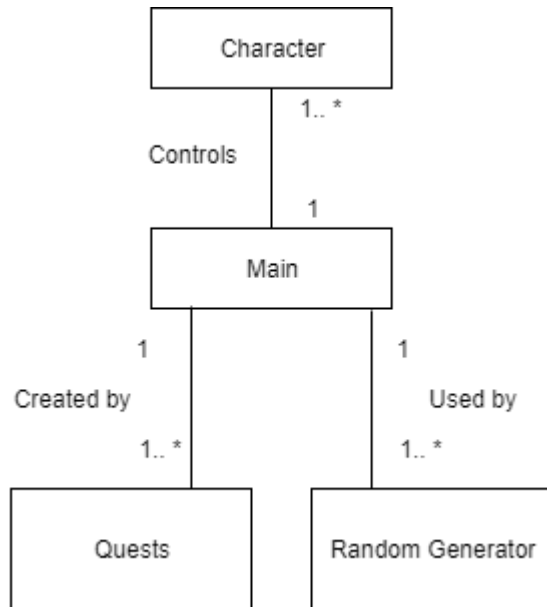 Character
1.. *
Controls
1
Main
1
1
Created by
Used by
1.. *
1.. *
Quests
Random Generator